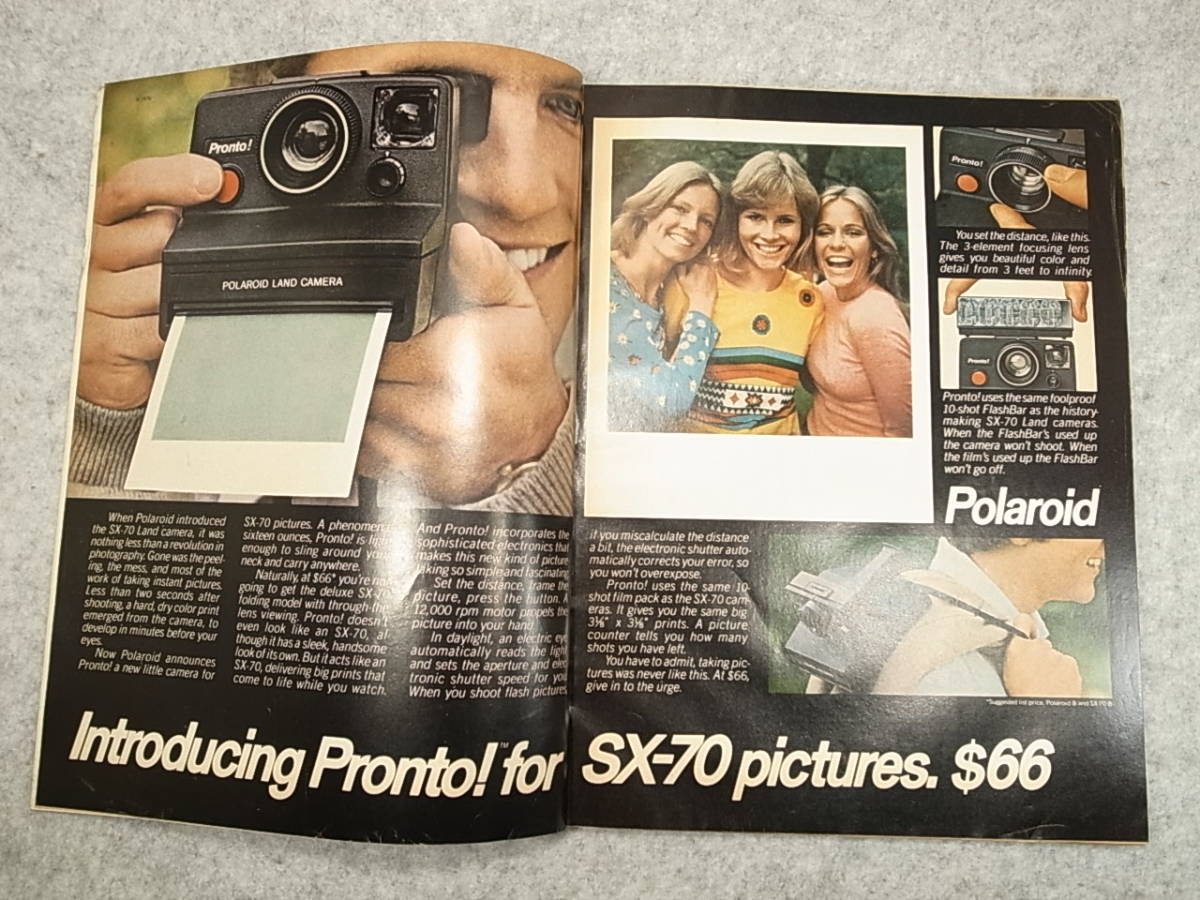 Pronto!
POLAROID LAND CAMERA
When Polaroid introduced
the SX-70 Land camera, it was
nothing less than a revolution in
photography. Gone was the peel-
ing, the mess, and most of the
work of taking instant pictures.
Less than two seconds after
shooting, a hard, dry color print
emerged from the camera, to
develop in minutes before your
eyes.
Now Polaroid announces
Pronto! a new little camera for
SX-70 pictures. A phenomenal
sixteen ounces, Pronto! is light
enough to sling around your
neck and carry anywhere.
Naturally, at $66* you're not
going to get the deluxe SX-70
folding model with through-the-
lens viewing. Pronto! doesn't
even look like an SX-70, al-
though it has a sleek, handsome
look of its own. But it acts like an
SX-70, delivering big prints that
come to life while you watch.
And Pronto! incorporates the
sophisticated electronics that
makes this new kind of picture
taking so simple and fascinating.
Set the distance, frame the
picture, press the button. A
12,000 rpm motor propels the
picture into your hand.
In daylight, an electric eye
automatically reads the light
and sets the aperture and elec-
tronic shutter speed for you.
When you shoot flash pictures,
if you miscalculate the distance
a bit, the electronic shutter auto-
matically corrects your error, so
you won't overexpose.
Pronto! uses the same 10-
shot film pack as the SX-70 cam-
eras. It gives you the same big
3⅛" x 3⅛" prints. A picture
counter tells you how many
shots you have left.
You have to admit, taking pic-
tures was never like this. At $66,
give in to the urge.
Pronto!
You set the distance, like this.
The 3-element focusing lens
gives you beautiful color and
detail from 3 feet to infinity.
Pronto!
Pronto! uses the same foolproof
10-shot FlashBar as the history-
making SX-70 Land cameras.
When the FlashBar's used up
the camera won't shoot. When
the film's used up the FlashBar
won't go off.
Polaroid
*Suggested list price. Polaroid® and SX-70®
Introducing Pronto!™ for SX-70 pictures. $66